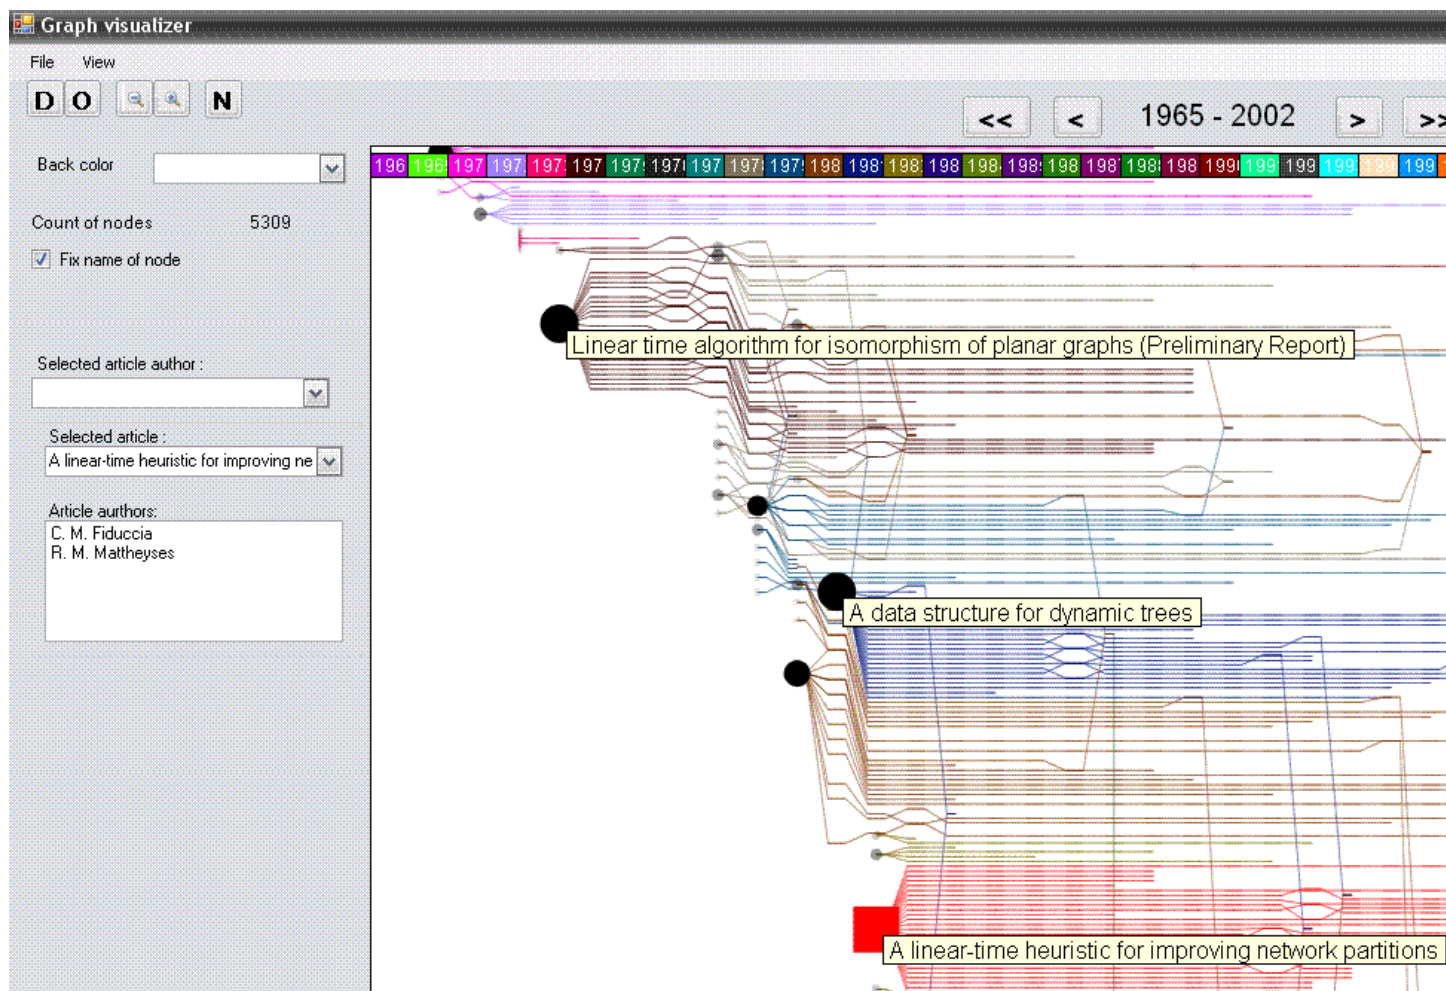 Graph visualizer
File View
D O N
<< < 1965 - 2002 > >>
Back color
Count of nodes 5309
Fix name of node
Selected article author :
Selected article :
A linear-time heuristic for improving ne
Article aurthors:
C. M. Fiduccia
R. M. Mattheyses
Linear time algorithm for isomorphism of planar graphs (Preliminary Report)
A data structure for dynamic trees
A linear-time heuristic for improving network partitions